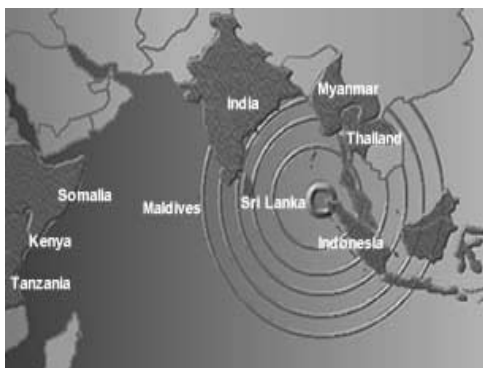 Myanmar
India
Thailand
Somalia
Maldives
Sri Lanka
Kenya
Indonesia
Tanzania